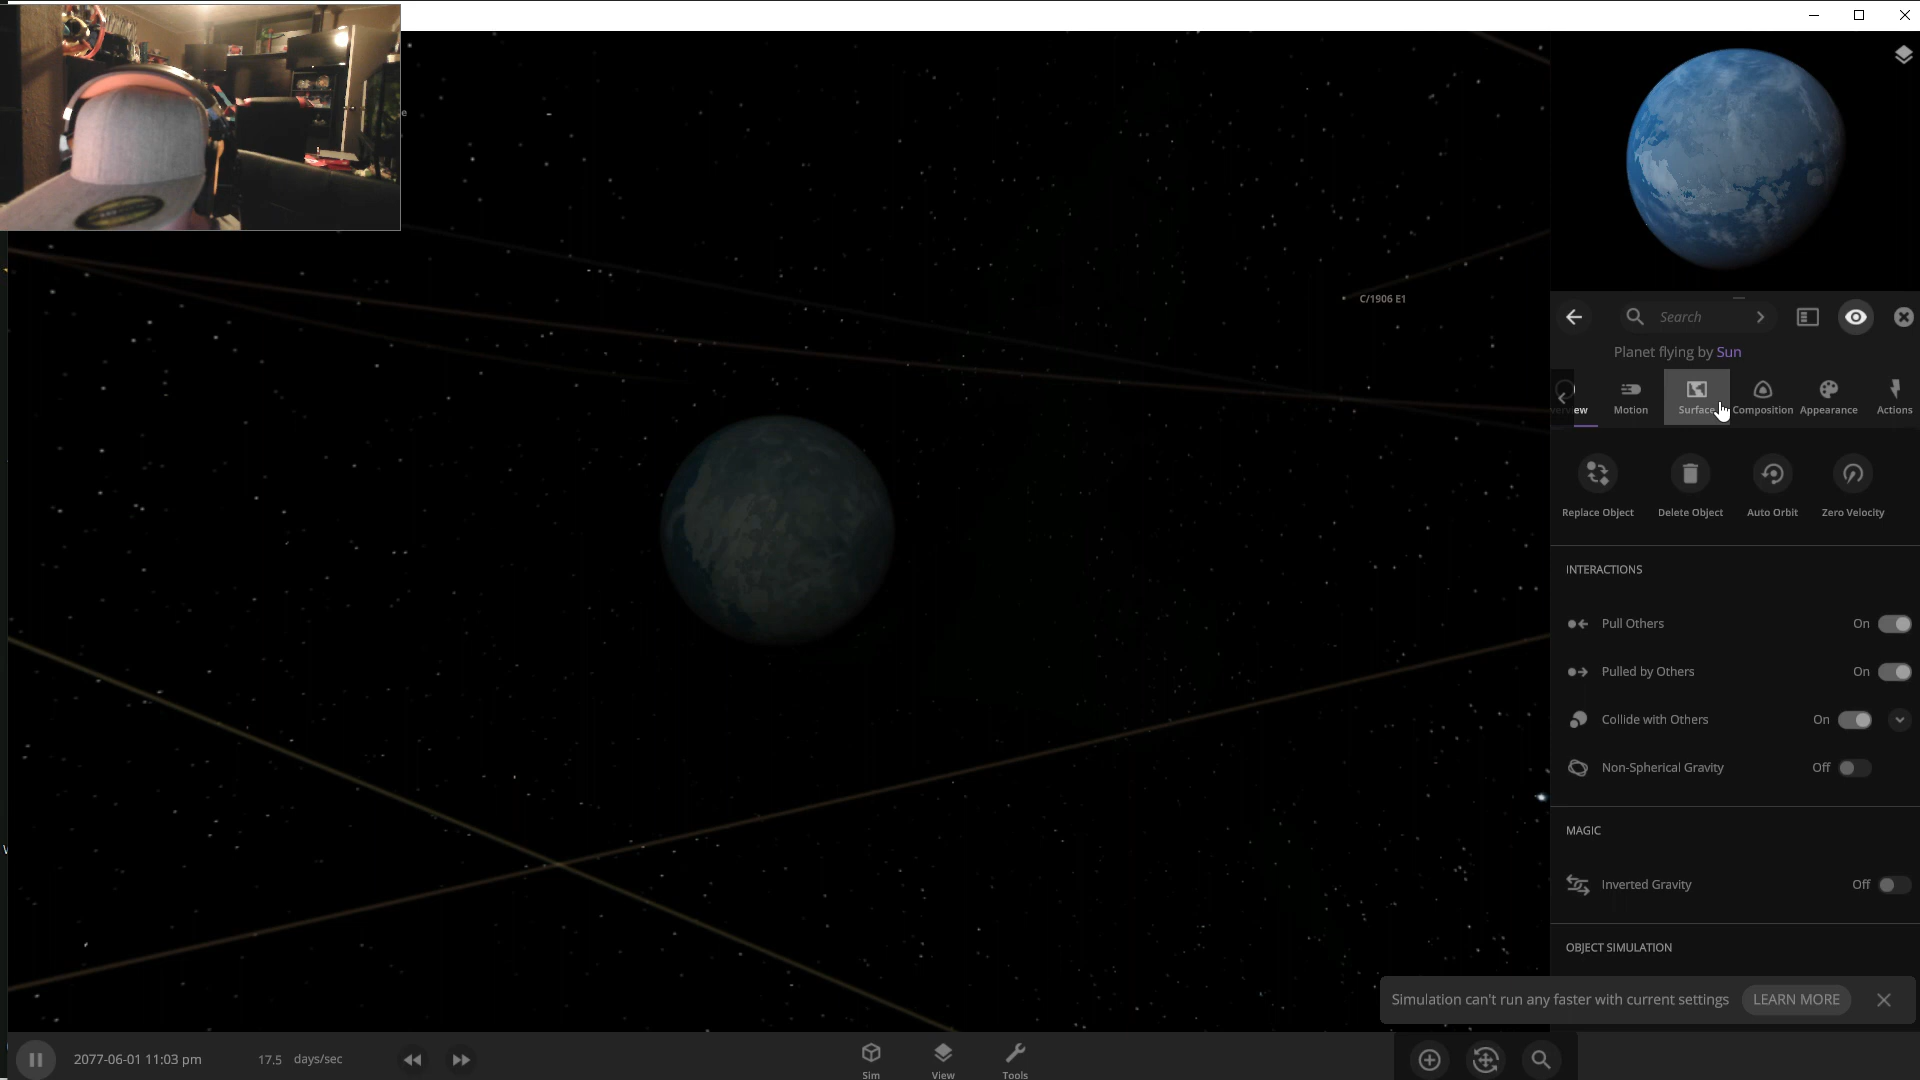 C/1906 E1
Search
Planet flying by Sun
Motion
Surface
Composition
Appearance
Actions
Replace Object
Delete Object
Auto Orbit
Zero Velocity
INTERACTIONS
Pull Others On
Pulled by Others On
Collide with Others On
Non-Spherical Gravity Off
MAGIC
Inverted Gravity Off
OBJECT SIMULATION
Simulation can't run any faster with current settings LEARN MORE
2077-06-01 11:03 pm 17.5 days/sec
Sim
View
Tools